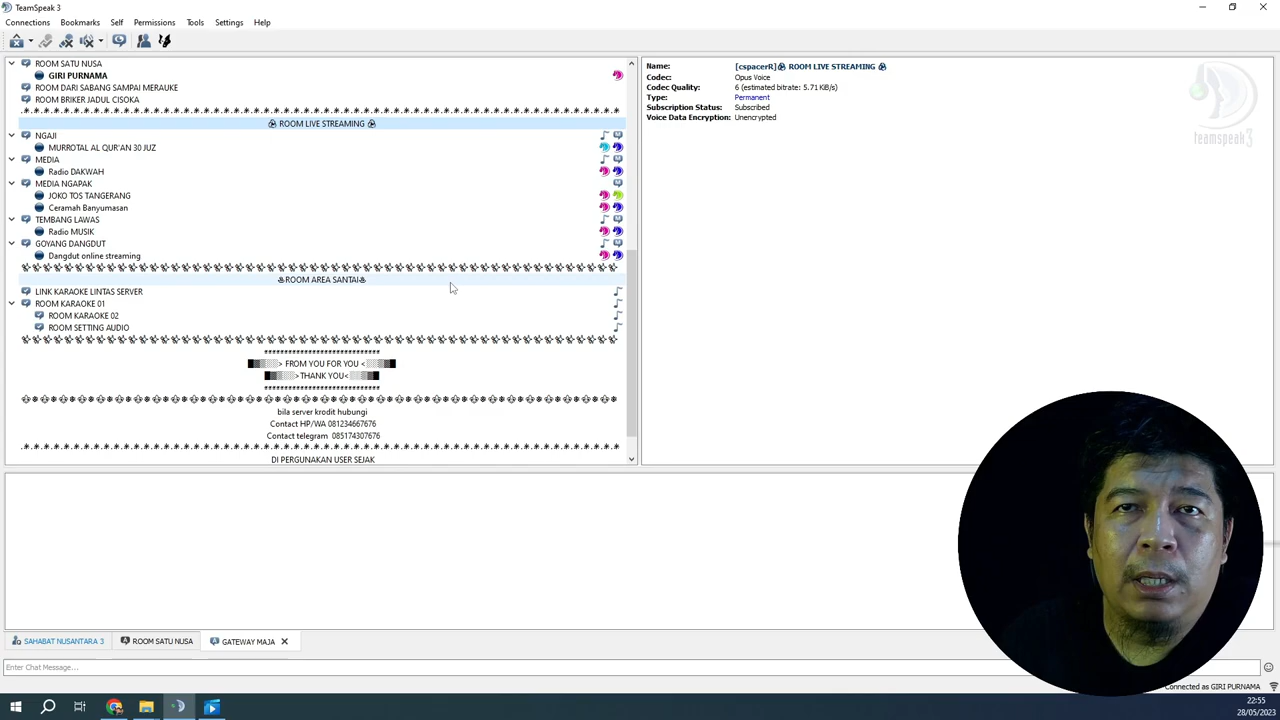 TeamSpeak 3
Connections Bookmarks Self Permissions Tools Settings Help
ROOM SATU NUSA
GIRI PURNAMA
ROOM DARI SABANG SAMPAI MERAUKE
ROOM BRIKER JADUL CISOKA
ROOM LIVE STREAMING
NGAJI
MURROTAL AL QUR'AN 30 JUZ
MEDIA
Radio DAKWAH
MEDIA NGAPAK
JOKO TOS TANGERANG
Ceramah Banyumasan
TEMBANG LAWAS
Radio MUSIK
GOYANG DANGDUT
Dangdut online streaming
♨ROOM AREA SANTAI♨
LINK KARAOKE LINTAS SERVER
ROOM KARAOKE 01
ROOM KARAOKE 02
ROOM SETTING AUDIO
█▓▒░> FROM YOU FOR YOU <░▒▓█
█▓▒░>THANK YOU<░▒▓█
bila server krodit hubungi
Contact HP/WA 081234667676
Contact telegram 085174307676
DI PERGUNAKAN USER SEJAK
Name: [cspacerR] ROOM LIVE STREAMING
Codec: Opus Voice
Codec Quality: 6 (estimated bitrate: 5.71 KiB/s)
Type: Permanent
Subscription Status: Subscribed
Voice Data Encryption: Unencrypted
teamspeak3
SAHABAT NUSANTARA 3 ROOM SATU NUSA GATEWAY MAJA
Enter Chat Message...
Connected as GIRI PURNAMA
22:55
28/05/2023